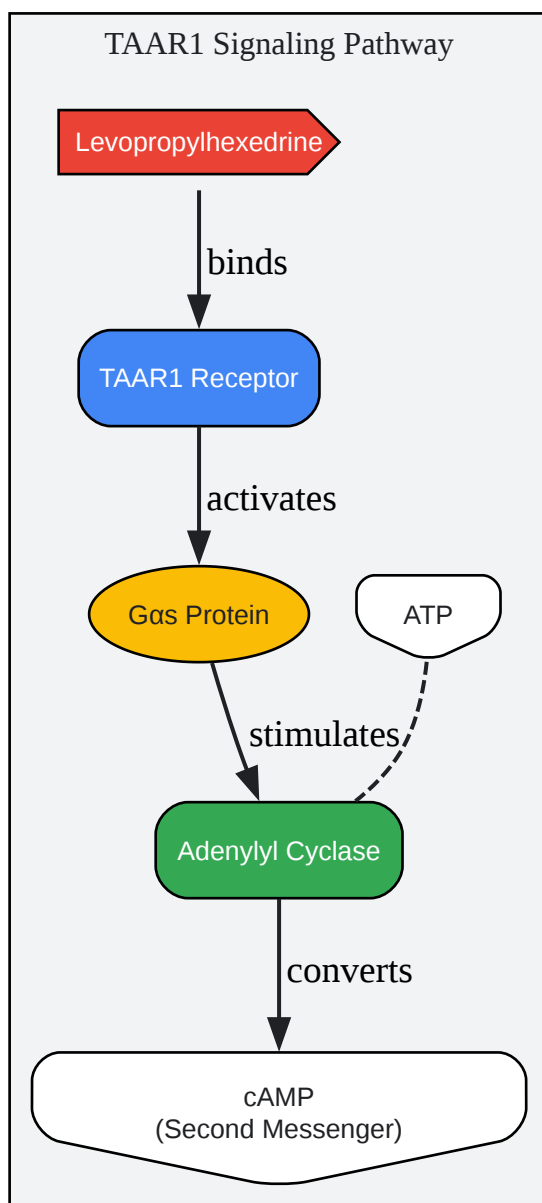 TAAR1 Signaling Pathway
Levopropylhexedrine
binds
TAAR1 Receptor
activates
Gαs Protein
ATP
stimulates
Adenylyl Cyclase
converts
cAMP
(Second Messenger)